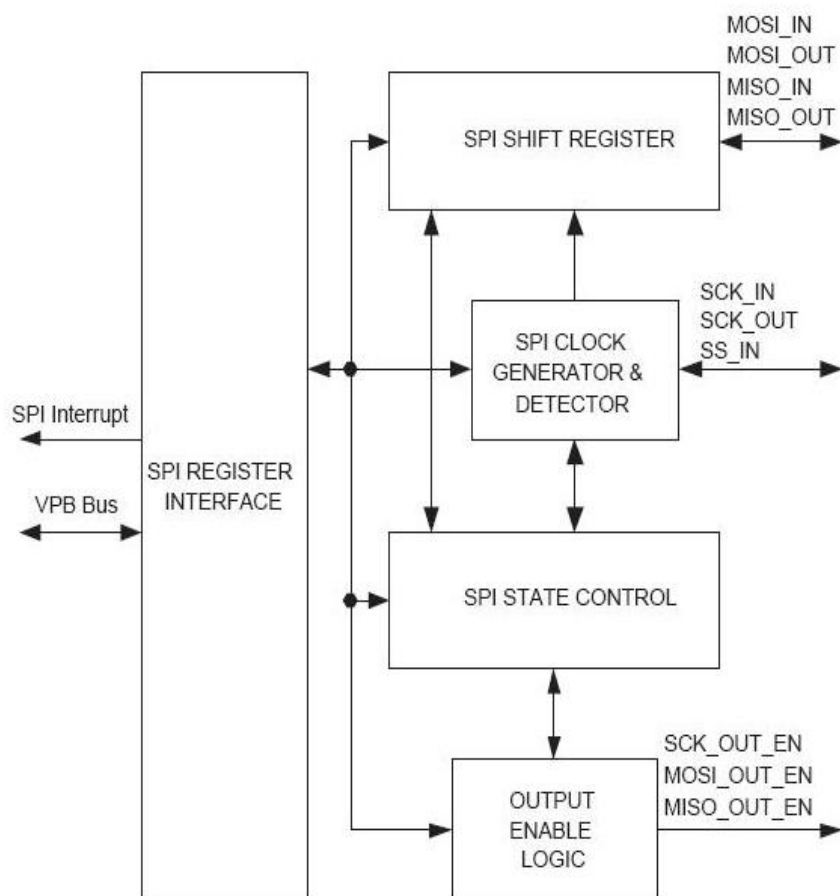 MOSI_IN
MOSI_OUT
MISO_IN
MISO_OUT
SPI SHIFT REGISTER
SCK_IN
SCK_OUT
SS_IN
SPI CLOCK
GENERATOR &
DETECTOR
SPI Interrupt
SPI REGISTER
INTERFACE
VPB Bus
SPI STATE CONTROL
SCK_OUT_EN
MOSI_OUT_EN
MISO_OUT_EN
OUTPUT
ENABLE
LOGIC